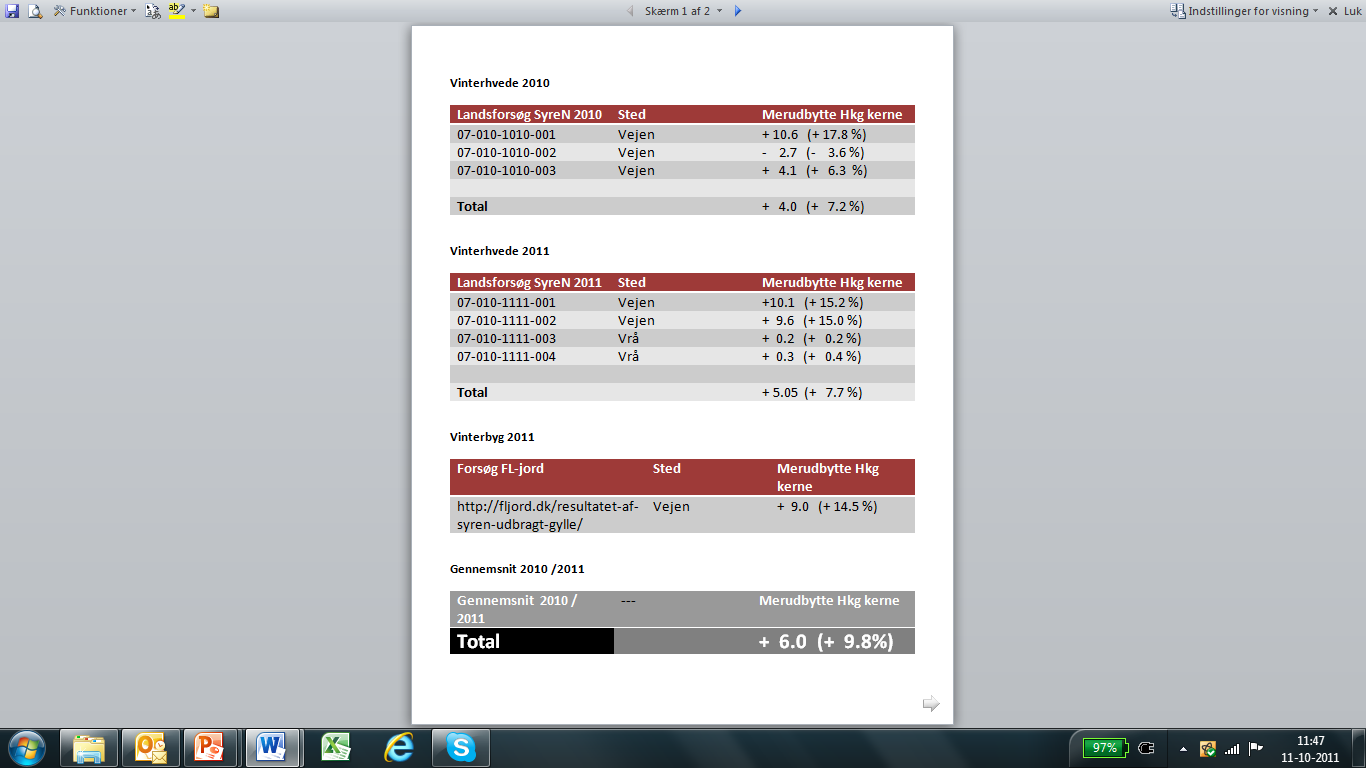 Funktioner
Skærm 1 af 2
Indstillinger for visning
Luk
Vinterhvede 2010
Landsforsøg SyreN 2010 Sted Merudbytte Hkg kerne
07-010-1010-001 Vejen + 10.6 (+ 17.8 %)
07-010-1010-002 Vejen - 2.7 (- 3.6 %)
07-010-1010-003 Vejen + 4.1 (+ 6.3 %)
Total + 4.0 (+ 7.2 %)
Vinterhvede 2011
Landsforsøg SyreN 2011 Sted Merudbytte Hkg kerne
07-010-1111-001 Vejen +10.1 (+ 15.2 %)
07-010-1111-002 Vejen + 9.6 (+ 15.0 %)
07-010-1111-003 Vrå + 0.2 (+ 0.2 %)
07-010-1111-004 Vrå + 0.3 (+ 0.4 %)
Total + 5.05 (+ 7.7 %)
Vinterbyg 2011
Forsøg FL-jord Sted Merudbytte Hkg
kerne
http://fljord.dk/resultatet-af- Vejen + 9.0 (+ 14.5 %)
syren-udbragt-gylle/
Gennemsnit 2010 /2011
Gennemsnit 2010 / --- Merudbytte Hkg kerne
2011
Total + 6.0 (+ 9.8%)
97%
11:47
11-10-2011